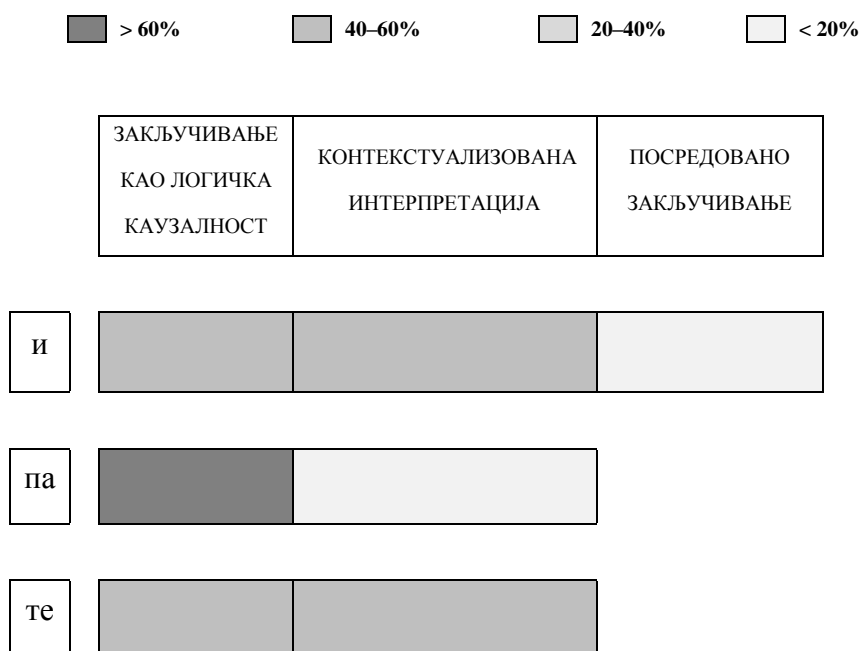 > 60% 40–60% 20–40% < 20%
ЗАКЉУЧИВАЊЕ
КАО ЛОГИЧКА
КАУЗАЛНОСТ
КОНТЕКСТУАЛИЗОВАНА
ИНТЕРПРЕТАЦИЈА
ПОСРЕДОВАНО
ЗАКЉУЧИВАЊЕ
и
па
те